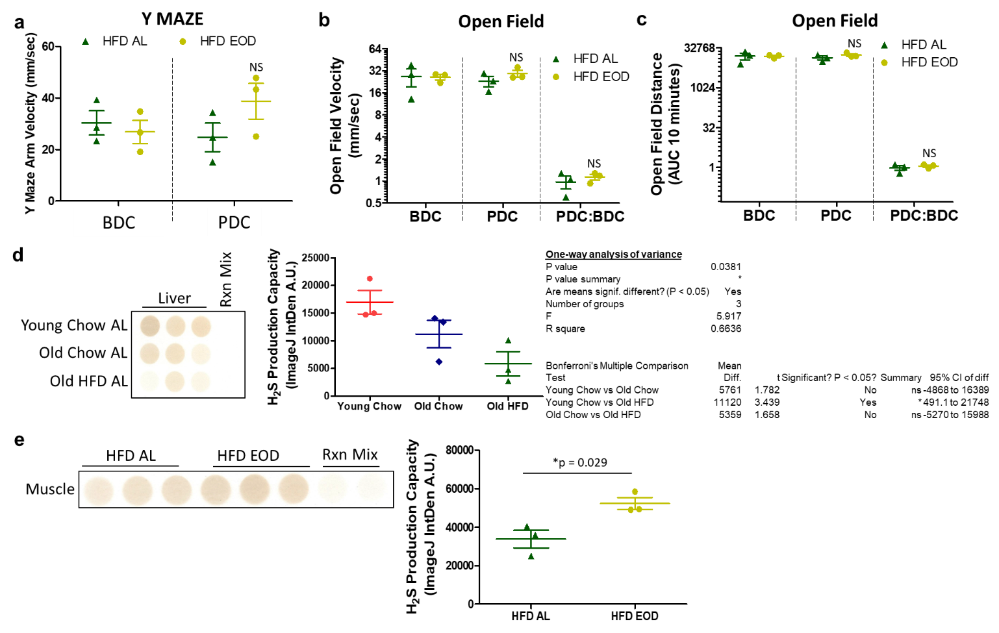 a
Y MAZE
HFD AL
HFD EOD
Y Maze Arm Velocity (mm/sec)
60
40
20
0
NS
BDC
PDC
b
Open Field
HFD AL
HFD EOD
Open Field Velocity
(mm/sec)
64
32
16
8
4
2
1
0.5
NS
NS
BDC
PDC
PDC:BDC
c
Open Field
HFD AL
HFD EOD
Open Field Distance
(AUC 10 minutes)
32768
1024
32
1
NS
NS
BDC
PDC
PDC:BDC
d
Liver
Rxn Mix
Young Chow AL
Old Chow AL
Old HFD AL
H2S Production Capacity
(ImageJ IntDen A.U.)
25000
20000
15000
10000
5000
0
Young Chow
Old Chow
Old HFD
One-way analysis of variance
P value 0.0381
P value summary *
Are means signif. different? (P < 0.05) Yes
Number of groups 3
F 5.917
R square 0.6636
Bonferroni's Multiple Comparison Mean
Test Diff. t Significant? P < 0.05? Summary 95% CI of diff
Young Chow vs Old Chow 5761 1.782 No ns -4868 to 16389
Young Chow vs Old HFD 11120 3.439 Yes * 491.1 to 21748
Old Chow vs Old HFD 5359 1.658 No ns -5270 to 15988
e
HFD AL
HFD EOD
Rxn Mix
Muscle
H2S Production Capacity
(ImageJ IntDen A.U.)
80000
60000
40000
20000
0
*p = 0.029
HFD AL
HFD EOD